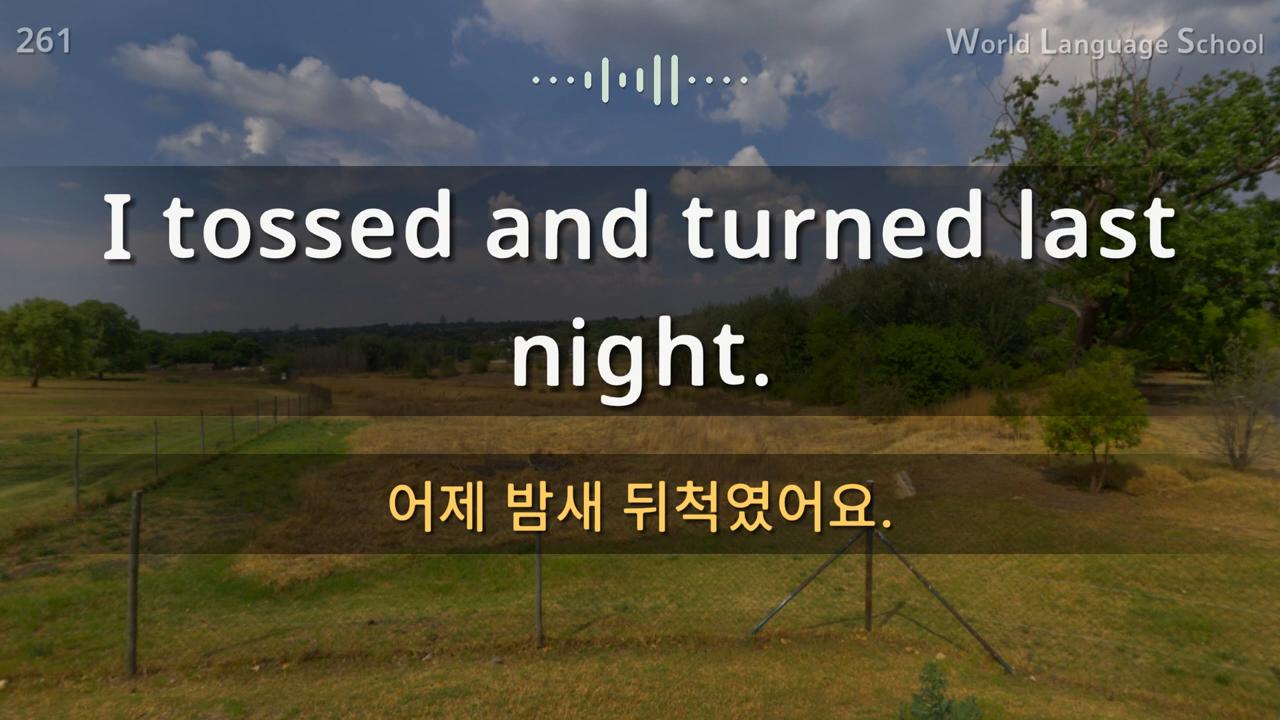 261
World Language School
I tossed and turned last
night.
어제 밤새 뒤척였어요.